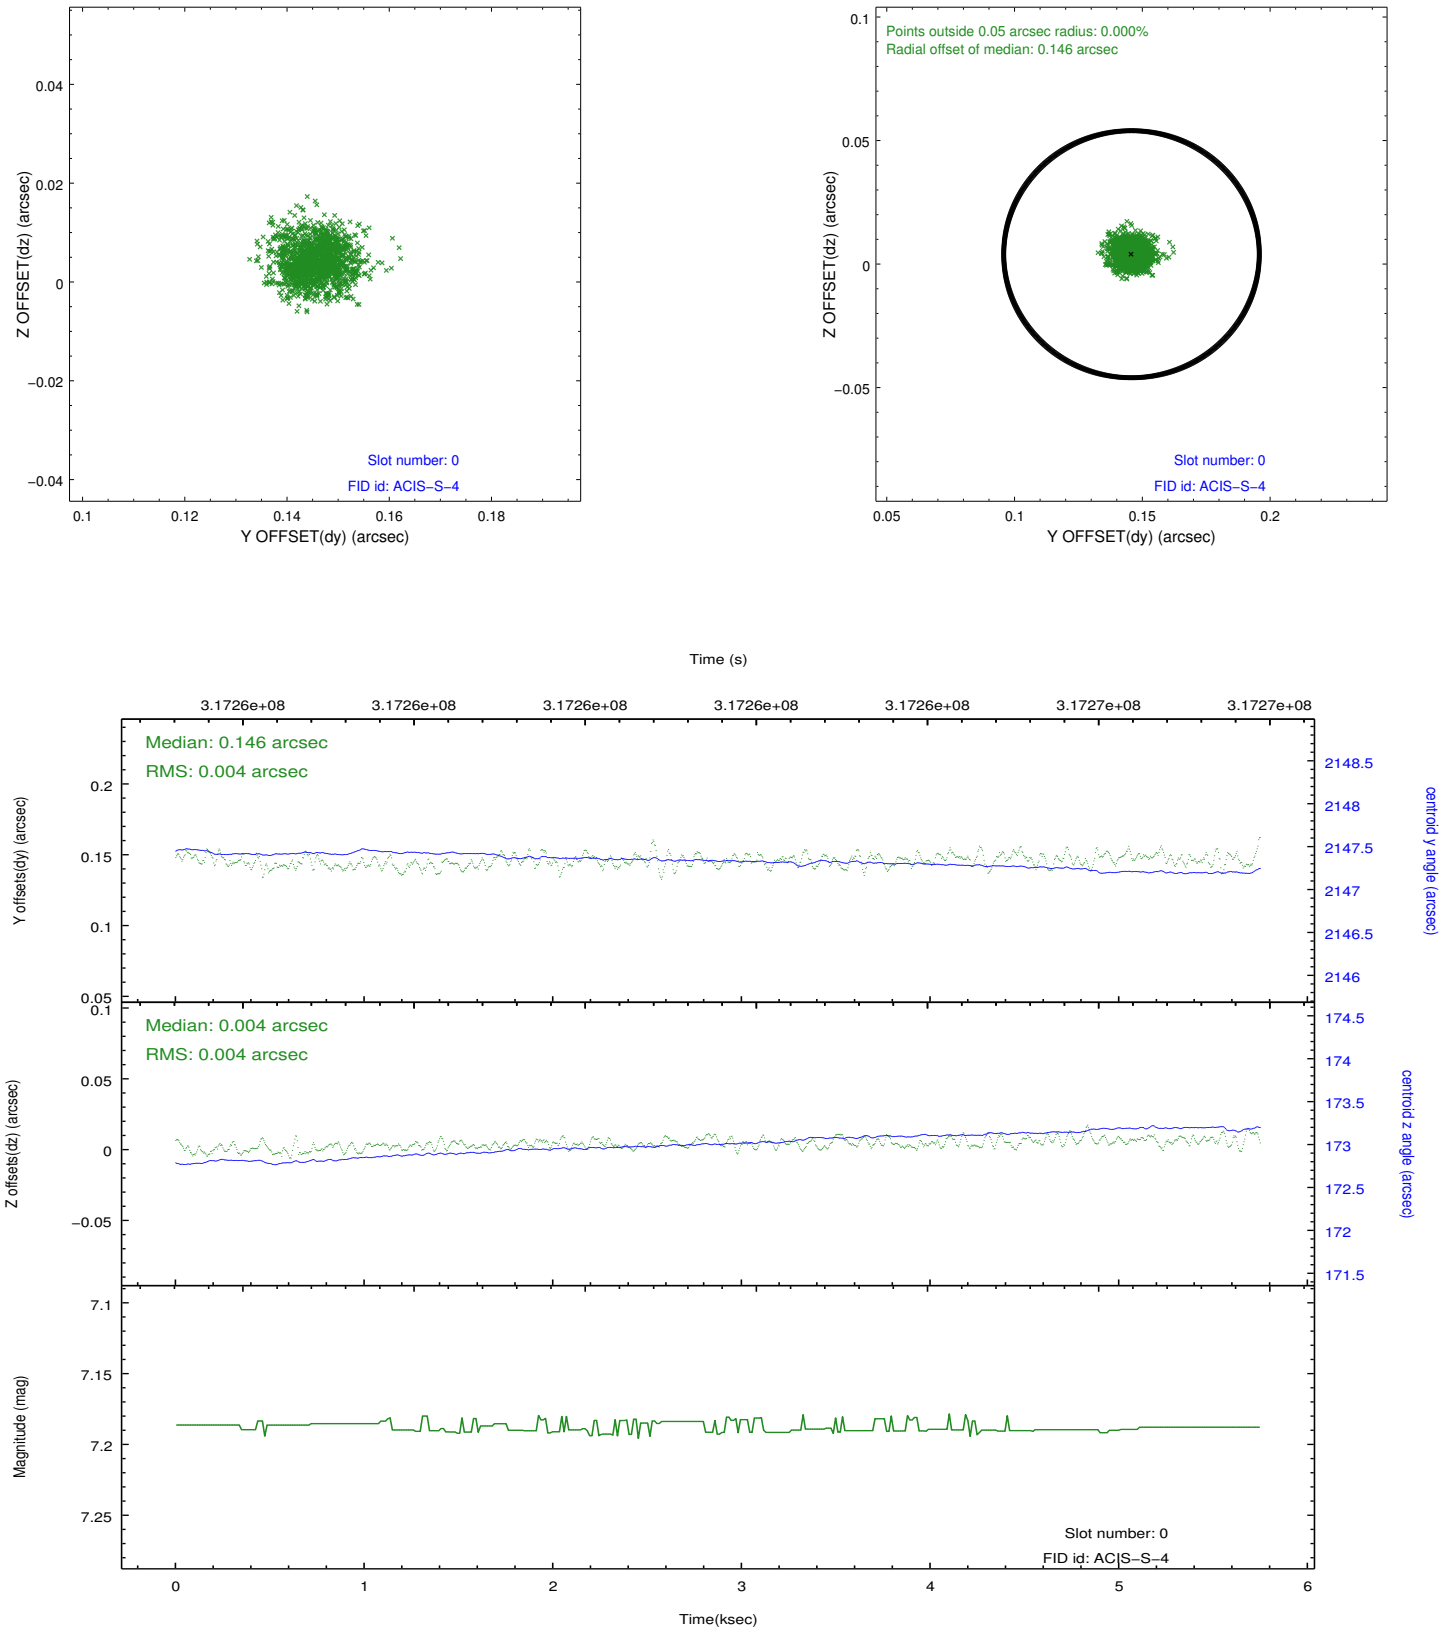 0.04
0.02
0
−0.02
−0.04
Z OFFSET(dz) (arcsec)
Slot number: 0
FID id: ACIS−S−4
0.1
0.12
0.14
0.16
0.18
Y OFFSET(dy) (arcsec)
Points outside 0.05 arcsec radius: 0.000%
Radial offset of median: 0.146 arcsec
0.1
0.05
0
−0.05
Z OFFSET(dz) (arcsec)
Slot number: 0
FID id: ACIS−S−4
0.05
0.1
0.15
0.2
Y OFFSET(dy) (arcsec)
Time (s)
3.1726e+08 3.1726e+08 3.1726e+08 3.1726e+08 3.1726e+08 3.1727e+08 3.1727e+08
Median: 0.146 arcsec
RMS: 0.004 arcsec
0.2
0.15
0.1
0.05
Y offsets(dy) (arcsec)
2148.5
2148
2147.5
2147
2146.5
2146
centroid y angle (arcsec)
Median: 0.004 arcsec
RMS: 0.004 arcsec
0.1
0.05
0
−0.05
Z offsets(dz) (arcsec)
174.5
174
173.5
173
172.5
172
171.5
centroid z angle (arcsec)
7.1
7.15
7.2
7.25
Magnitude (mag)
Slot number: 0
FID id: ACIS−S−4
0 1 2 3 4 5 6
Time(ksec)